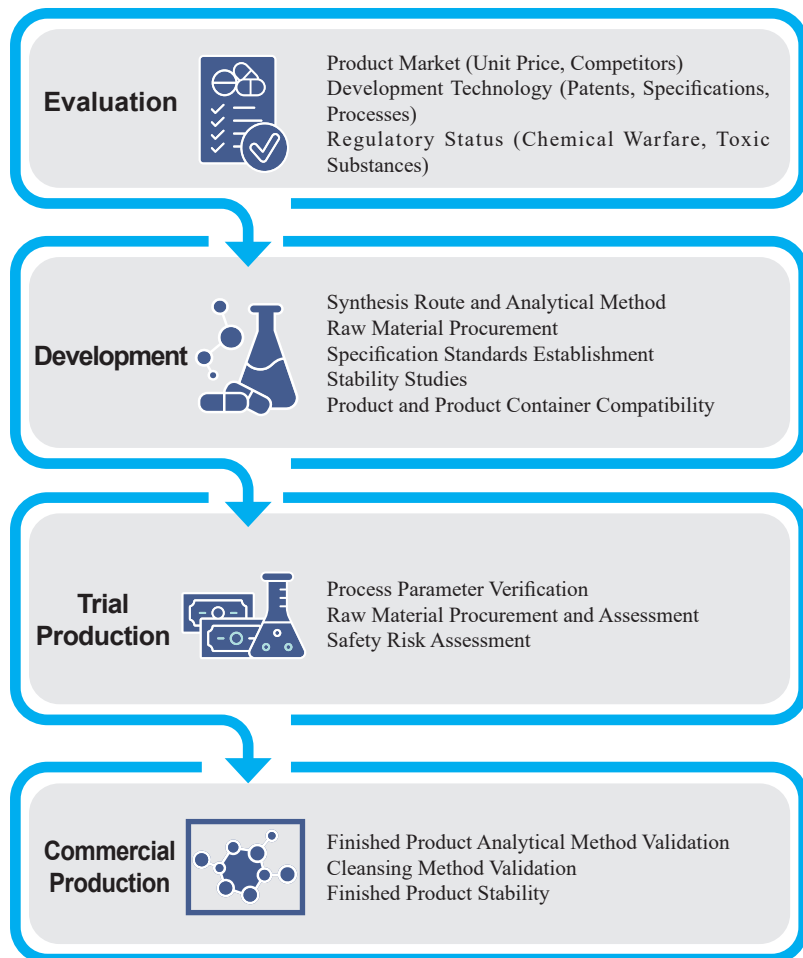 Evaluation
Product Market (Unit Price, Competitors)
Development Technology (Patents, Specifications,
Processes)
Regulatory Status (Chemical Warfare, Toxic
Substances)
Development
Synthesis Route and Analytical Method
Raw Material Procurement
Specification Standards Establishment
Stability Studies
Product and Product Container Compatibility
Trial
Production
Process Parameter Verification
Raw Material Procurement and Assessment
Safety Risk Assessment
Commercial
Production
Finished Product Analytical Method Validation
Cleansing Method Validation
Finished Product Stability